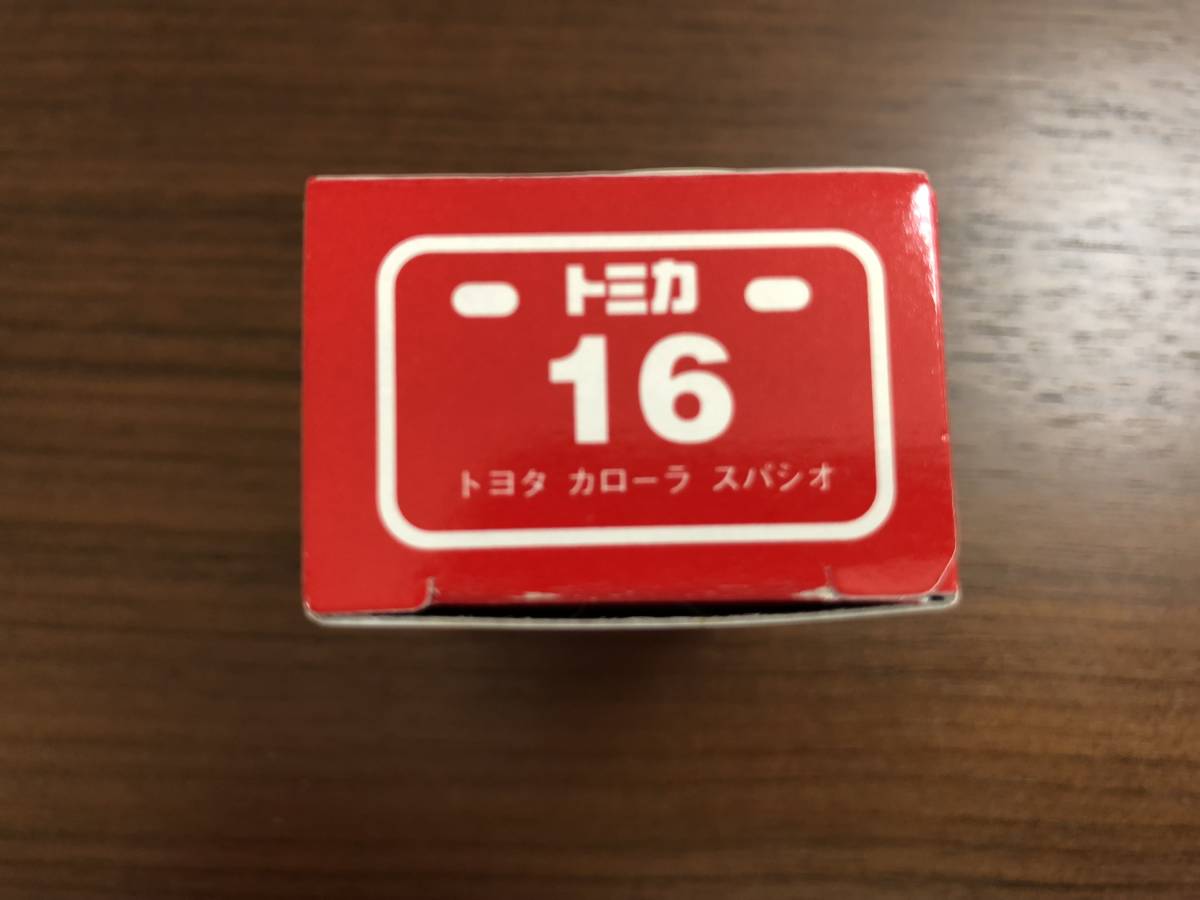 トミカ
16
トヨタ カローラ スパシオ